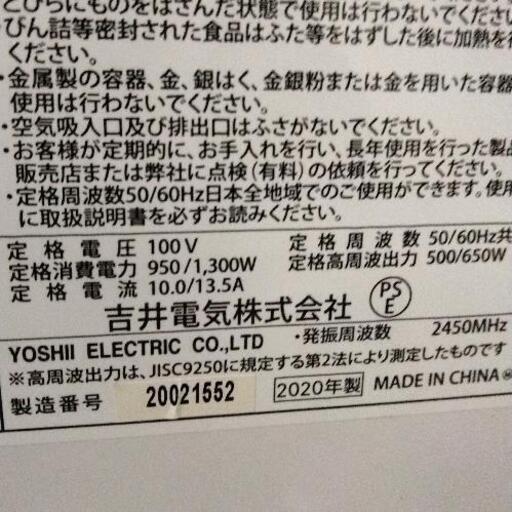 とびらにものをはさんだ状態で使用は行わないでくださ
・びん詰等密封された食品はふた等をはずした後に加熱を行
ください。
・金属製の容器、金、銀はく、金銀粉または金を用いた容器
使用は行わないでください。
・空気吸入口及び排出口はふさがないでください。
・お客様が定期的に、お手入れを行い、長年使用を行った製品
販売店または弊社に点検(有料)の依頼を行ってください。
・定格周波数50/60Hz日本全地域でのご使用ができます。使用
に取扱説明書を必ずお読みください。
定格電圧 100V 定格周波数 50/60Hz共
定格消費電力 950/1,300W 定格高周波出力 500/650W
定格電流 10.0/13.5A
吉井電気株式会社 PSE
YOSHII ELECTRIC CO.,LTD ・発振周波数 2450MHz
※高周波出力は、JISC9250に規定する第2法により測定したものです
製造番号 20021552 2020年製 MADE IN CHINA